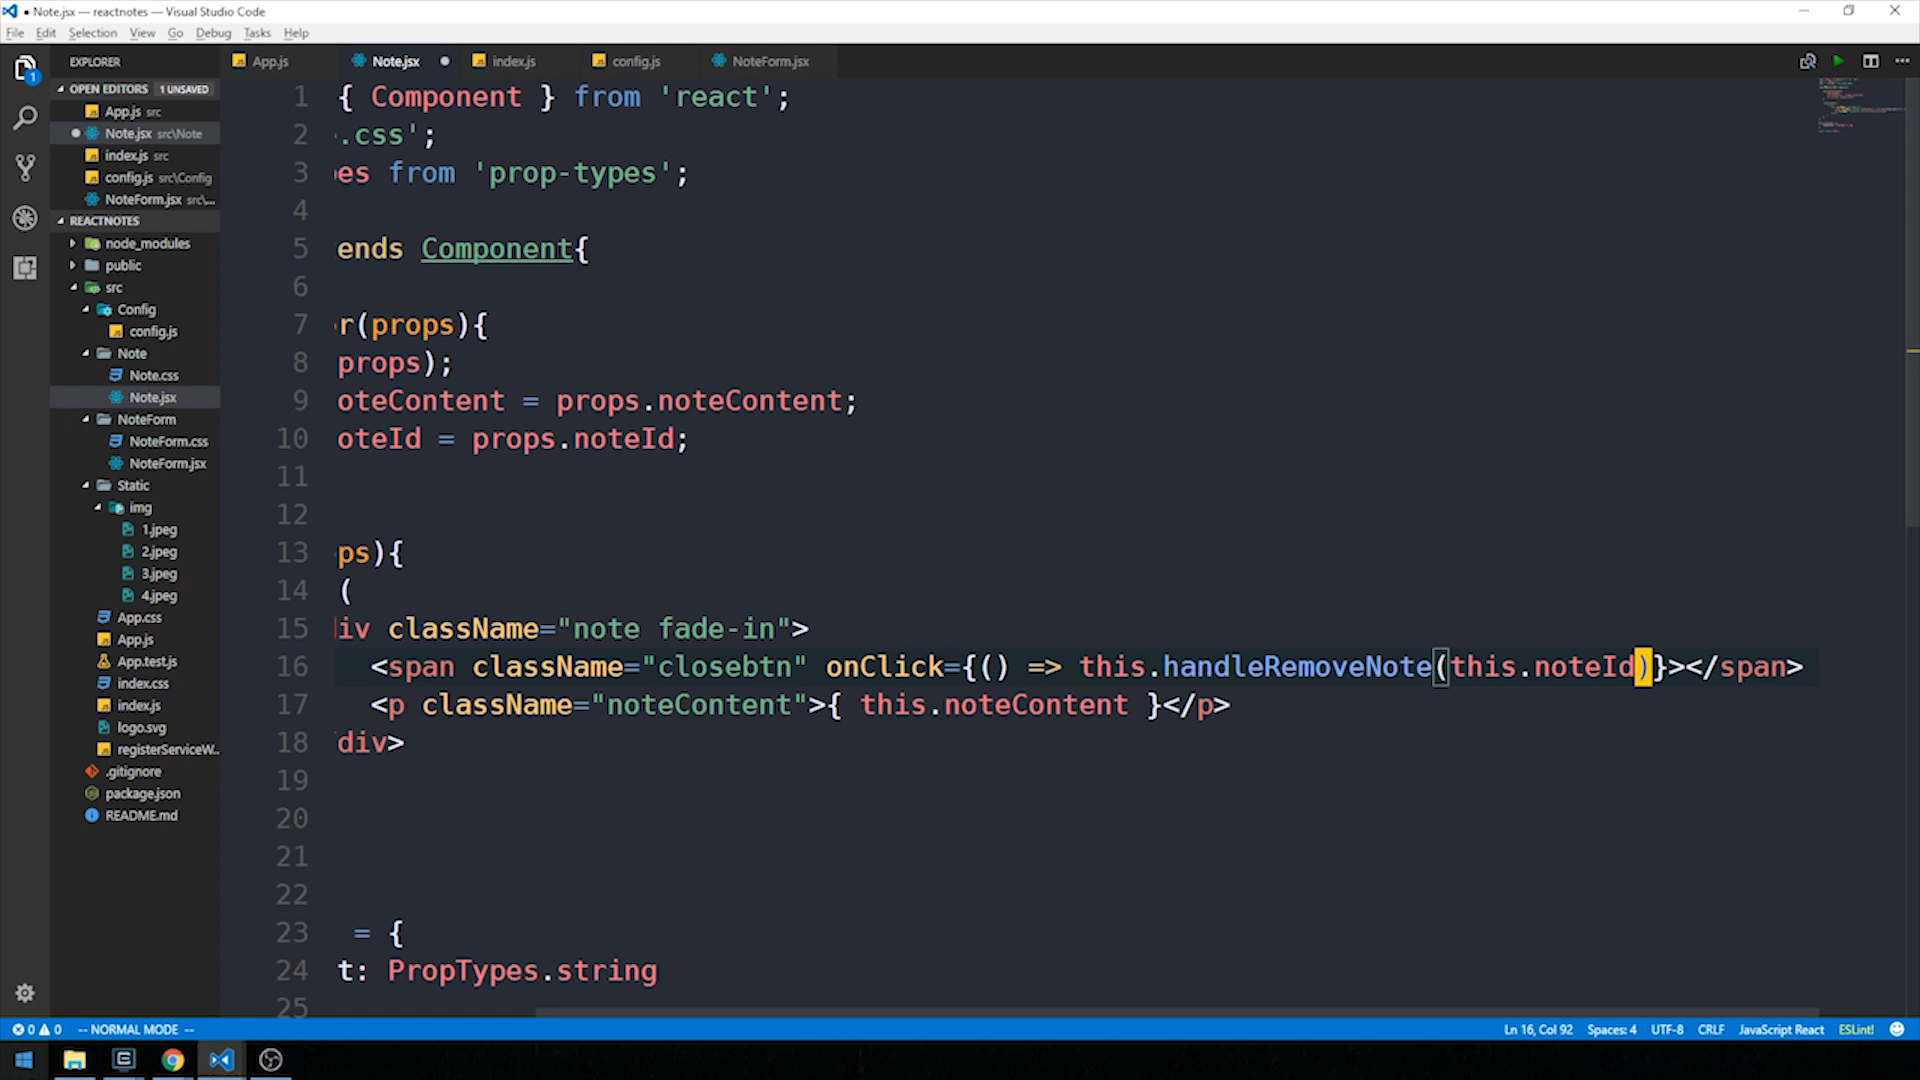 ● Note.jsx — reactnotes — Visual Studio Code
File Edit Selection View Go Debug Tasks Help
EXPLORER
App.js
Note.jsx
index.js
config.js
NoteForm.jsx
OPEN EDITORS 1 UNSAVED
App.js src
Note.jsx src\Note
index.js src
config.js src\Config
NoteForm.jsx src\...
REACTNOTES
node_modules
public
src
Config
config.js
Note
Note.css
Note.jsx
NoteForm
NoteForm.css
NoteForm.jsx
Static
img
1.jpeg
2.jpeg
3.jpeg
4.jpeg
App.css
App.js
App.test.js
index.css
index.js
logo.svg
registerServiceW...
.gitignore
package.json
README.md
1
1 { Component } from 'react';
2 .css';
3 pes from 'prop-types';
4
5 ends Component{
6
7 r(props){
8 props);
9 oteContent = props.noteContent;
10 oteId = props.noteId;
11
12
13 ps){
14 (
15 div className="note fade-in">
16 <span className="closebtn" onClick={() => this.handleRemoveNote(this.noteId)}></span>
17 <p className="noteContent">{ this.noteContent }</p>
18 div>
19
20
21
22
23 = {
24 t: PropTypes.string
25
0 0 -- NORMAL MODE --
Ln 16, Col 92 Spaces: 4 UTF-8 CRLF JavaScript React ESLint!